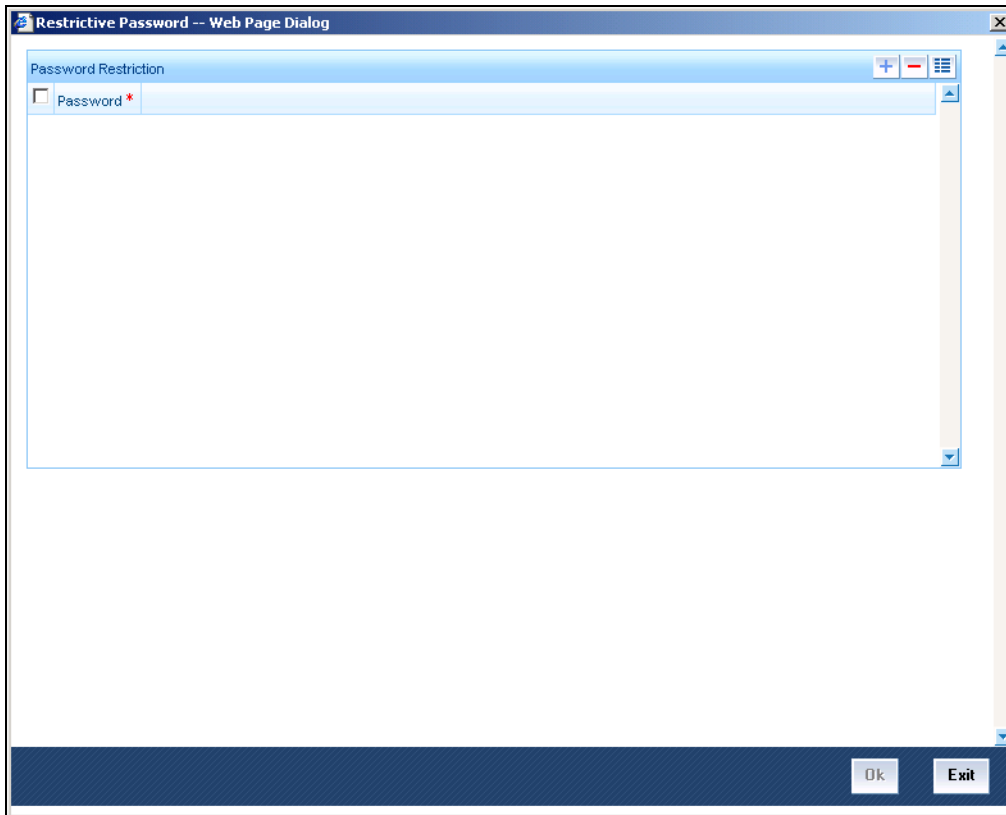 Restrictive Password -- Web Page Dialog
Password Restriction
Password *
Ok
Exit